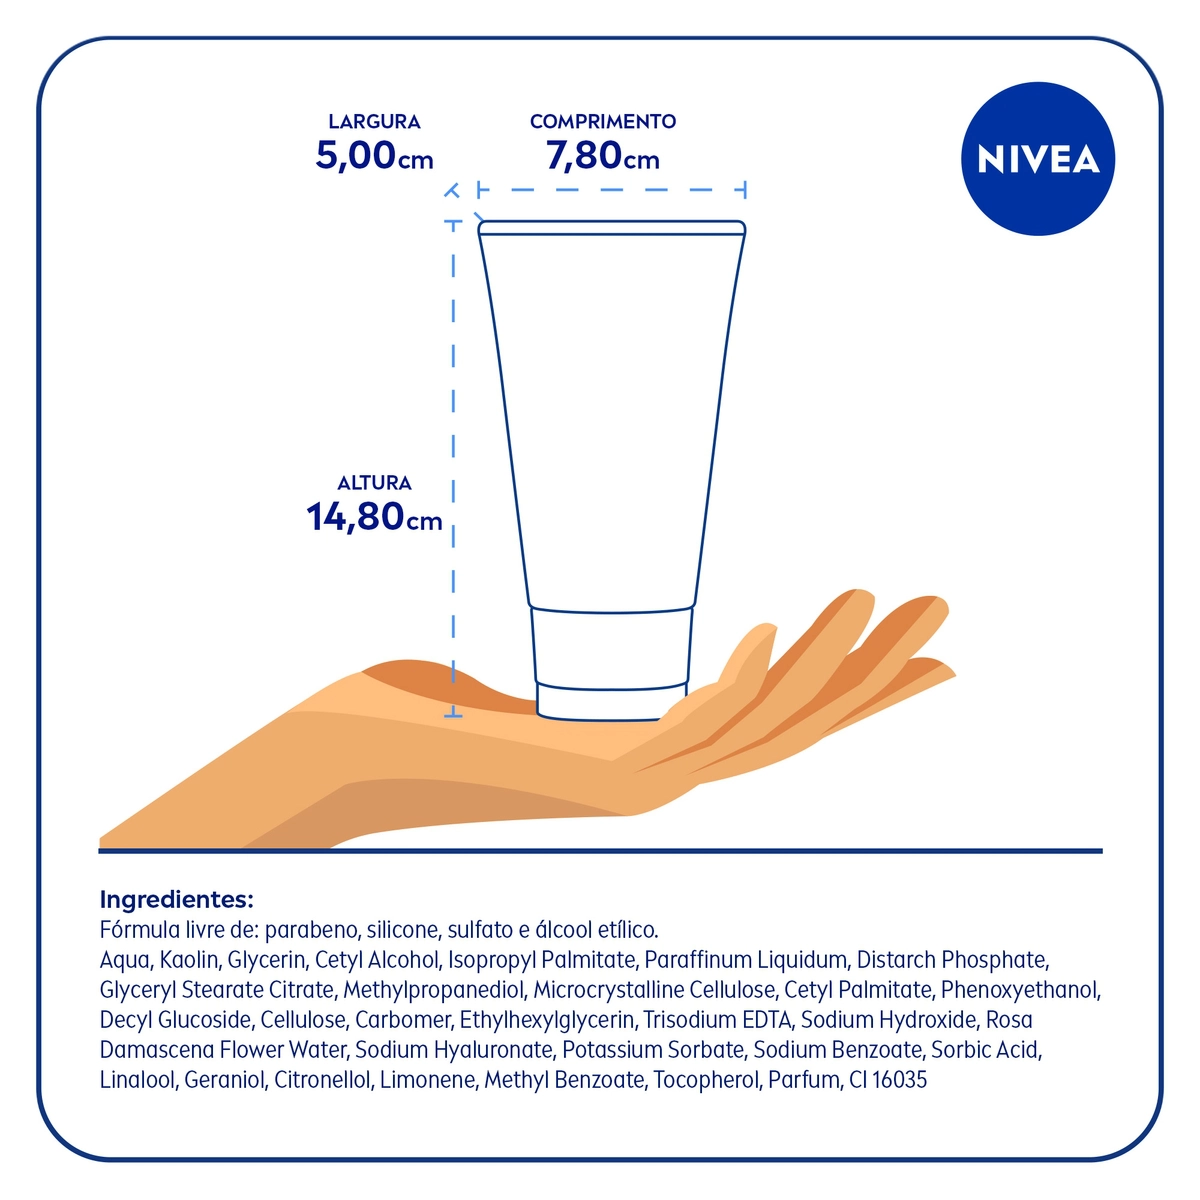 LARGURA
5,00cm
COMPRIMENTO
7,80cm
NIVEA
ALTURA
14,80cm
Ingredientes:
Fórmula livre de: parabeno, silicone, sulfato e álcool etílico.
Aqua, Kaolin, Glycerin, Cetyl Alcohol, Isopropyl Palmitate, Paraffinum Liquidum, Distarch Phosphate,
Glyceryl Stearate Citrate, Methylpropanediol, Microcrystalline Cellulose, Cetyl Palmitate, Phenoxyethanol,
Decyl Glucoside, Cellulose, Carbomer, Ethylhexylglycerin, Trisodium EDTA, Sodium Hydroxide, Rosa
Damascena Flower Water, Sodium Hyaluronate, Potassium Sorbate, Sodium Benzoate, Sorbic Acid,
Linalool, Geraniol, Citronellol, Limonene, Methyl Benzoate, Tocopherol, Parfum, CI 16035